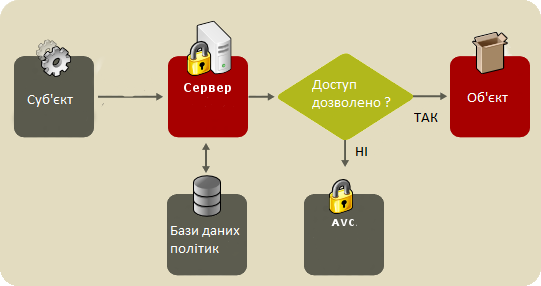 Суб'єкт
Сервер
Доступ
дозволено ?
ТАК
Об'єкт
НІ
Бази даних
політик
AVC.